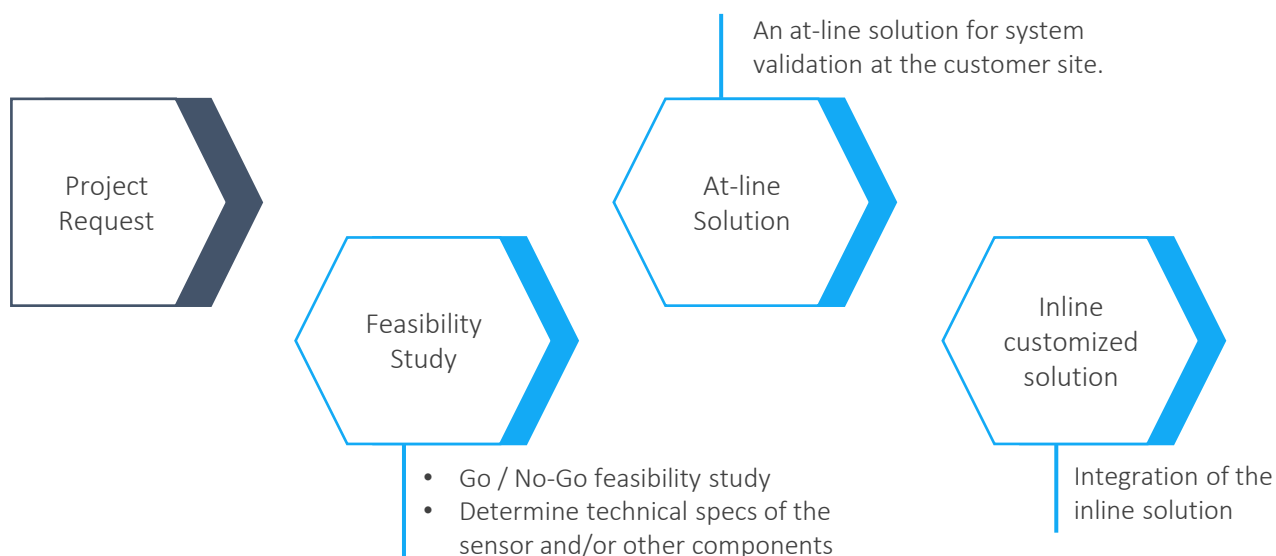 Project
Request
Feasibility
Study
• Go / No-Go feasibility study
• Determine technical specs of the
sensor and/or other components
An at-line solution for system
validation at the customer site.
At-line
Solution
Inline
customized
solution
Integration of the
inline solution